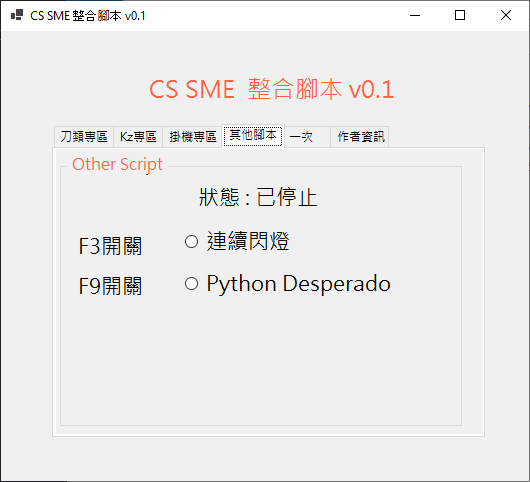 CS SME 整合腳本 v0.1
CS SME 整合腳本 v0.1
刀類專區 Kz專區 掛機專區 其他腳本 一次 作者資訊
Other Script
狀態 : 已停止
F3開關 連續閃燈
F9開關 Python Desperado